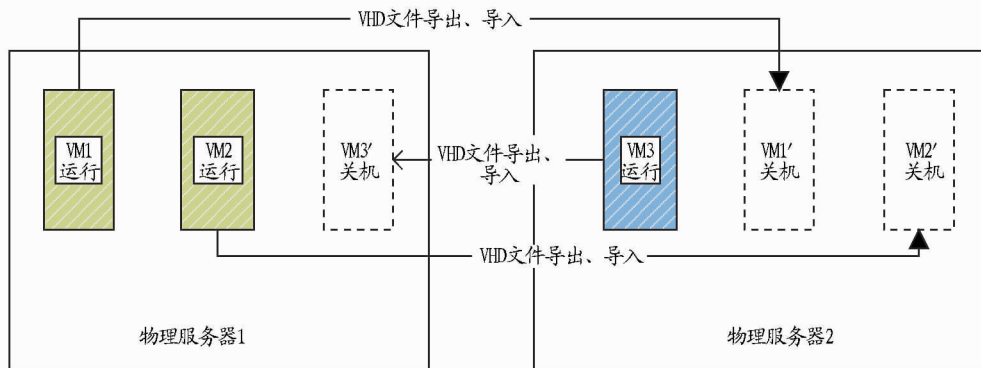 VHD文件导出、导入
VM1
运行
VM2
运行
VM3′
关机
VHD文件导出、
导入
VM3
运行
VM1′
关机
VM2′
关机
VHD文件导出、导入
物理服务器1
物理服务器2